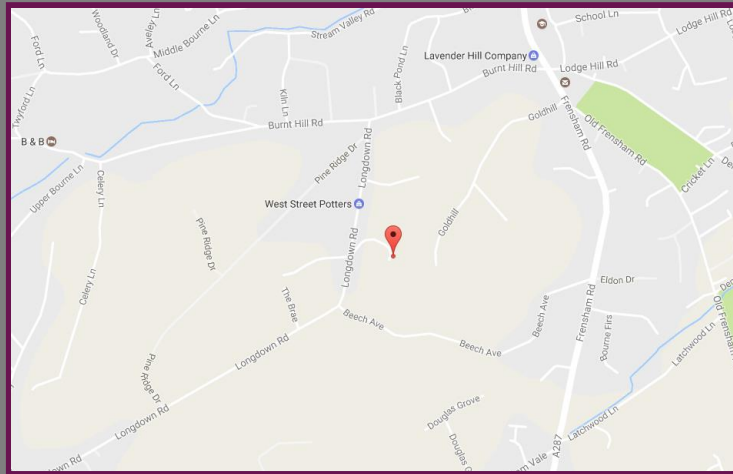 School Ln
Lodge Hill Rd
Stream Valley Rd
Woodland Dr
Aveley Ln
Ford Ln
Middle Bourne Ln
Lavender Hill Company
Burnt Hill Rd
Lodge Hill Rd
Black Pond Ln
Ford Ln
Kiln Ln
Twyford Ln
Goldhill
Frensham Rd
Old Frensham Rd
Burnt Hill Rd
B & B
Longdown Rd
Pine Ridge Dr
Cricket Ln
Upper Bourne Ln
Celery Ln
West Street Potters
Goldhill
Pine Ridge Dr
Longdown Rd
Eldon Dr
Celery Ln
The Brae
Frensham Rd
Beech Ave
Old Frensham
Beech Ave
Bourne Firs
Longdown Rd
Beech Ave
Latchwood Ln
Pine Ridge Dr
Douglas Grove
Longdown Rd
Latchwood Ln
Douglas G
A287
m Vale
own Rd